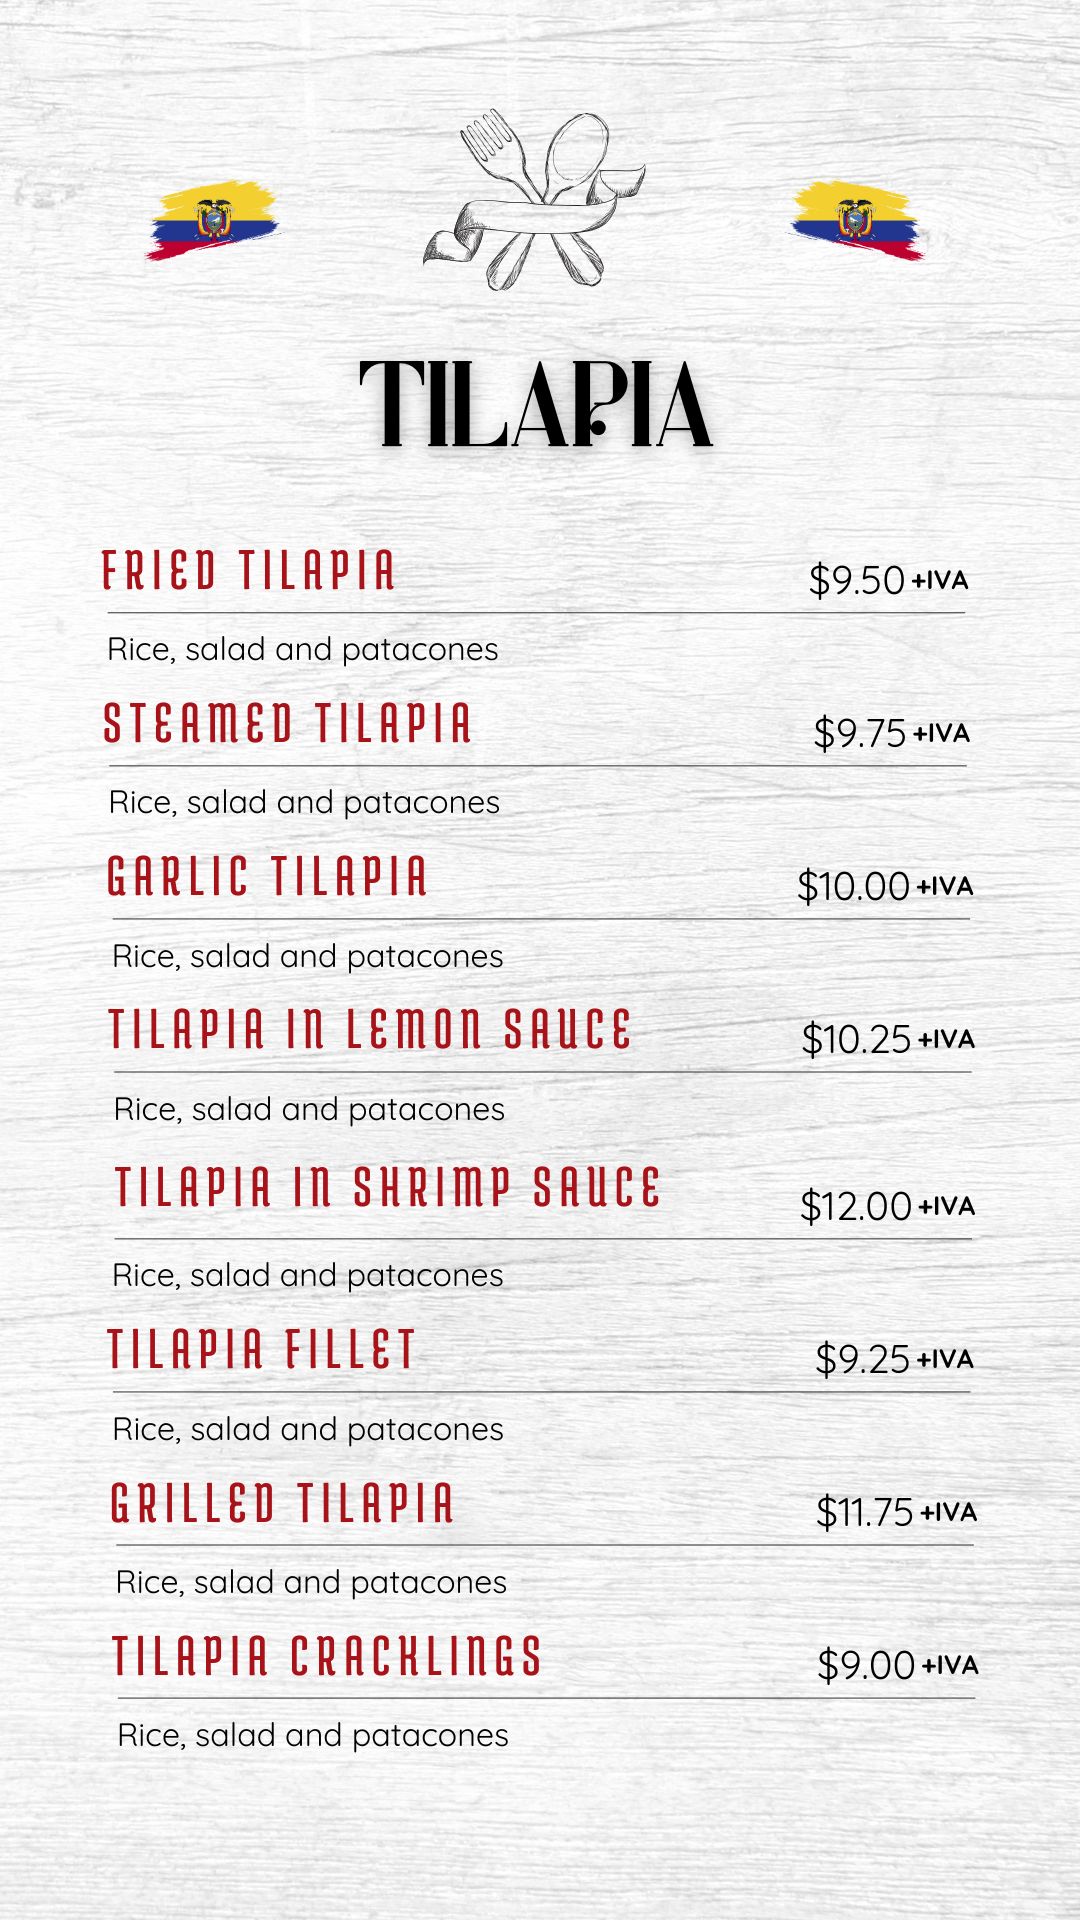 TILAPIA
FRIED TILAPIA
$9.50 +IVA
Rice, salad and patacones
STEAMED TILAPIA
$9.75 +IVA
Rice, salad and patacones
GARLIC TILAPIA
$10.00 +IVA
Rice, salad and patacones
TILAPIA IN LEMON SAUCE
$10.25 +IVA
Rice, salad and patacones
TILAPIA IN SHRIMP SAUCE
$12.00 +IVA
Rice, salad and patacones
TILAPIA FILLET
$9.25 +IVA
Rice, salad and patacones
GRILLED TILAPIA
$11.75 +IVA
Rice, salad and patacones
TILAPIA CRACKLINGS
$9.00 +IVA
Rice, salad and patacones